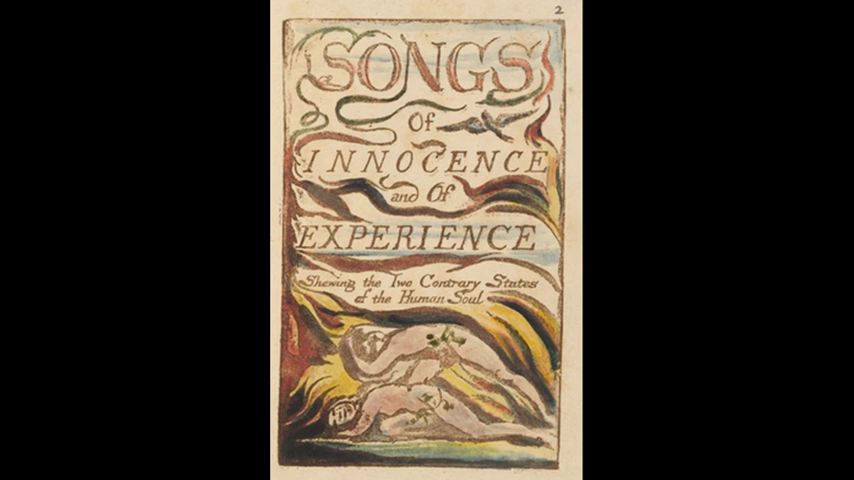 2
SONGS
Of
INNOCENCE
and Of
EXPERIENCE
Shewing the Two Contrary States
of the Human Soul